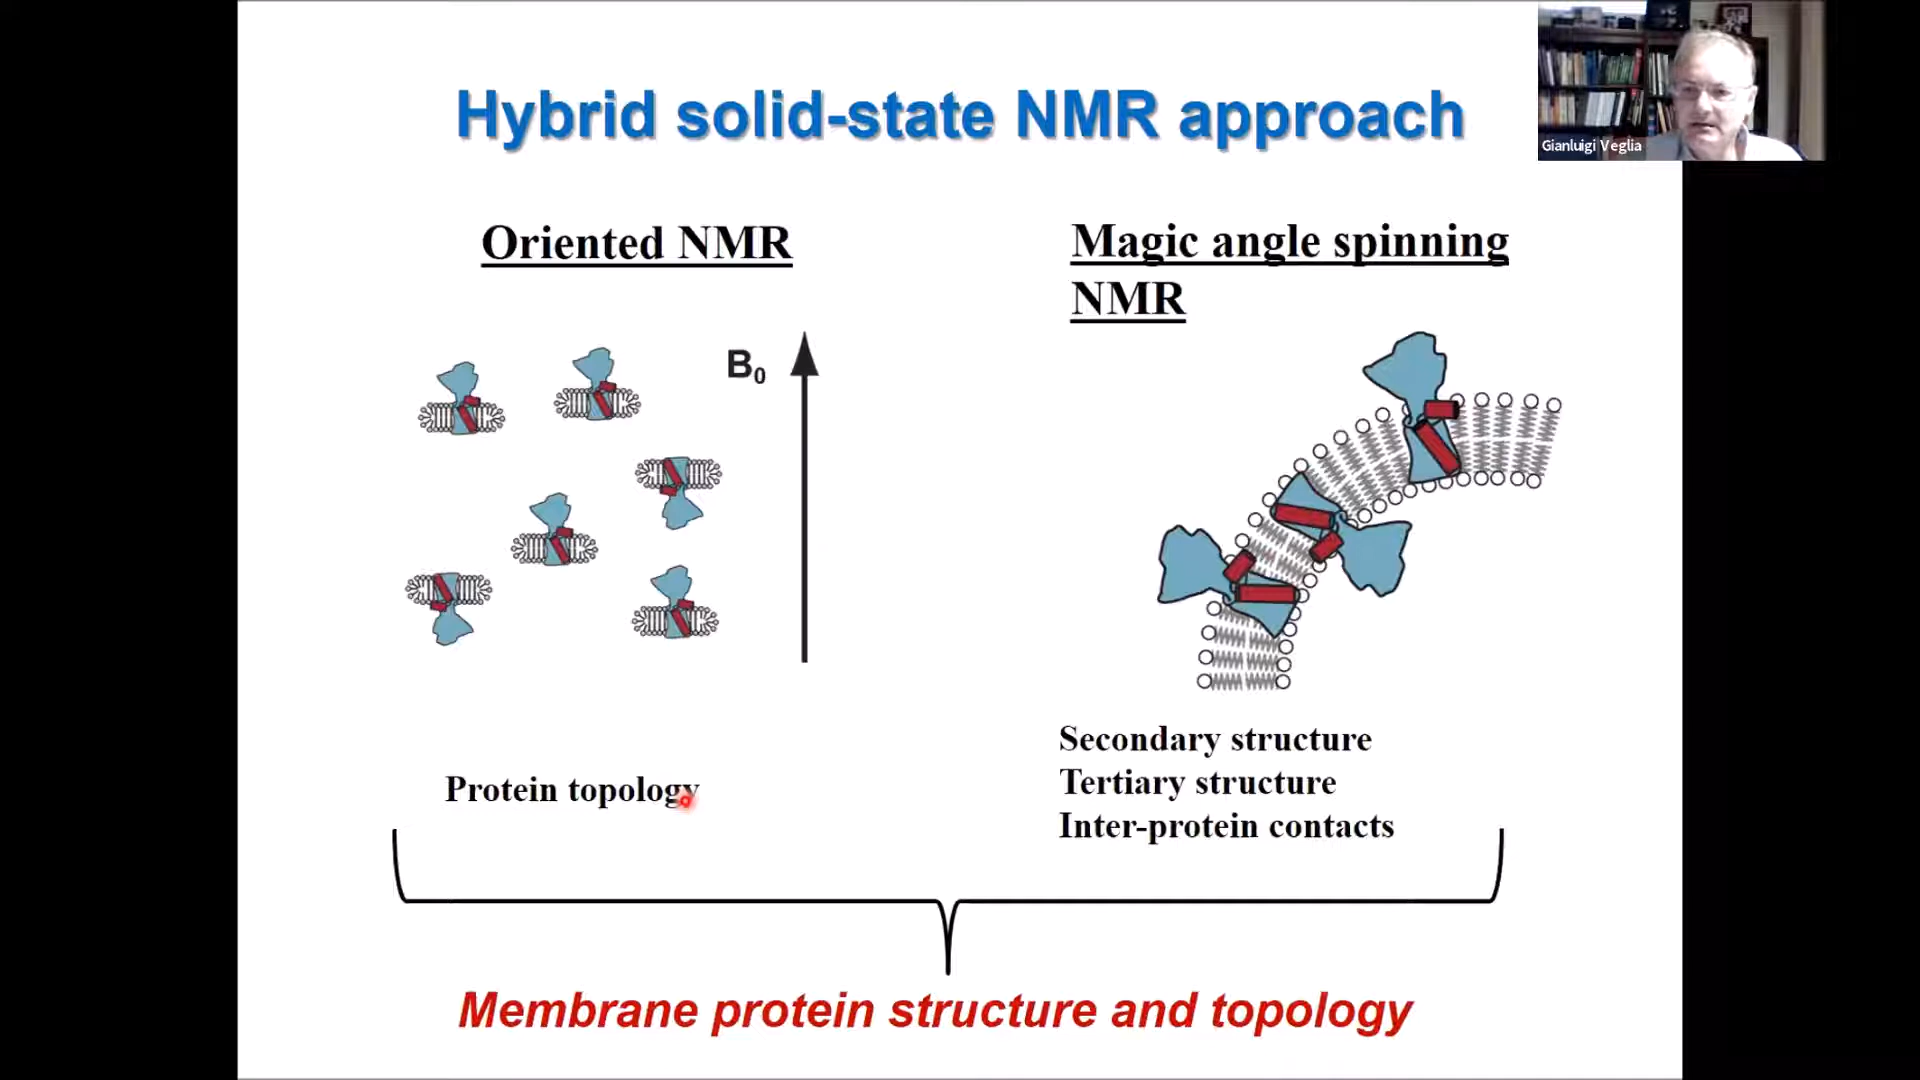 Hybrid solid-state NMR approach
Gianluigi Veglia
Oriented NMR
Magic angle spinning
NMR
B₀
Protein topology
Secondary structure
Tertiary structure
Inter-protein contacts
Membrane protein structure and topology